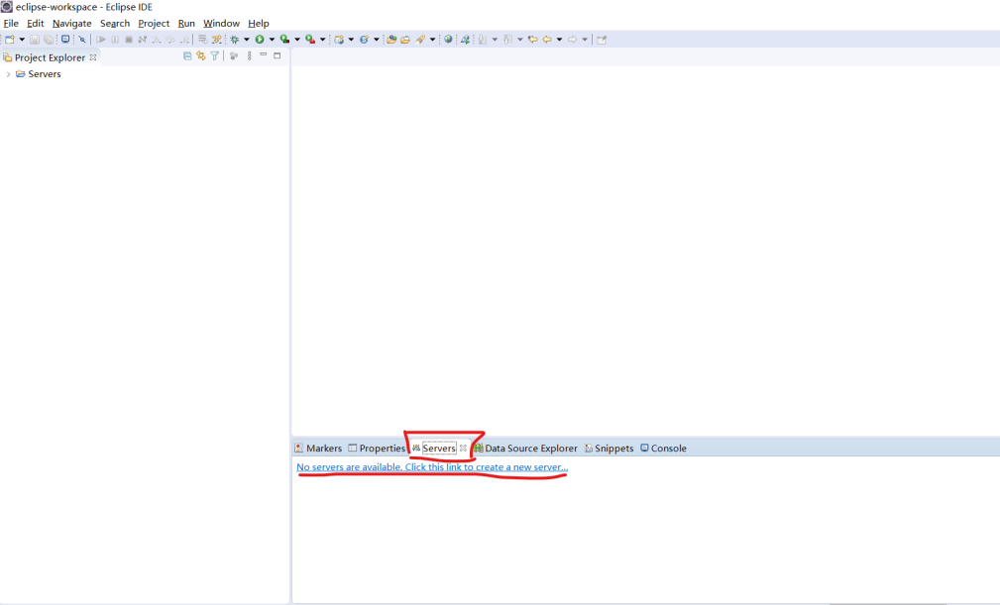 eclipse-workspace - Eclipse IDE
File Edit Navigate Search Project Run Window Help
Project Explorer
Servers
Markers Properties Servers Data Source Explorer Snippets Console
No servers are available. Click this link to create a new server...